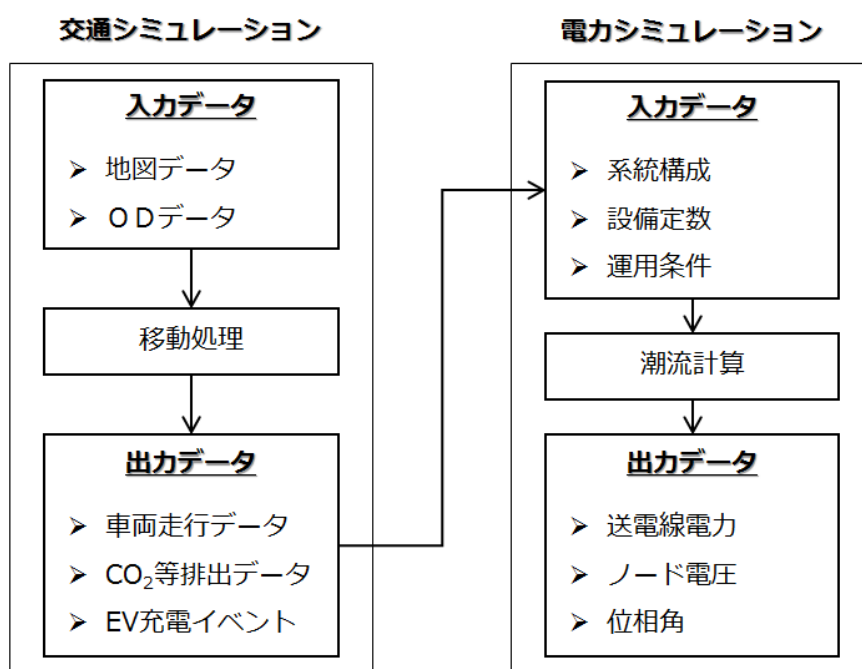 交通シミュレーション
入力データ
➢ 地図データ
➢ ＯＤデータ
移動処理
出力データ
➢ 車両走行データ
➢ CO₂等排出データ
➢ EV充電イベント
電力シミュレーション
入力データ
➢ 系統構成
➢ 設備定数
➢ 運用条件
潮流計算
出力データ
➢ 送電線電力
➢ ノード電圧
➢ 位相角